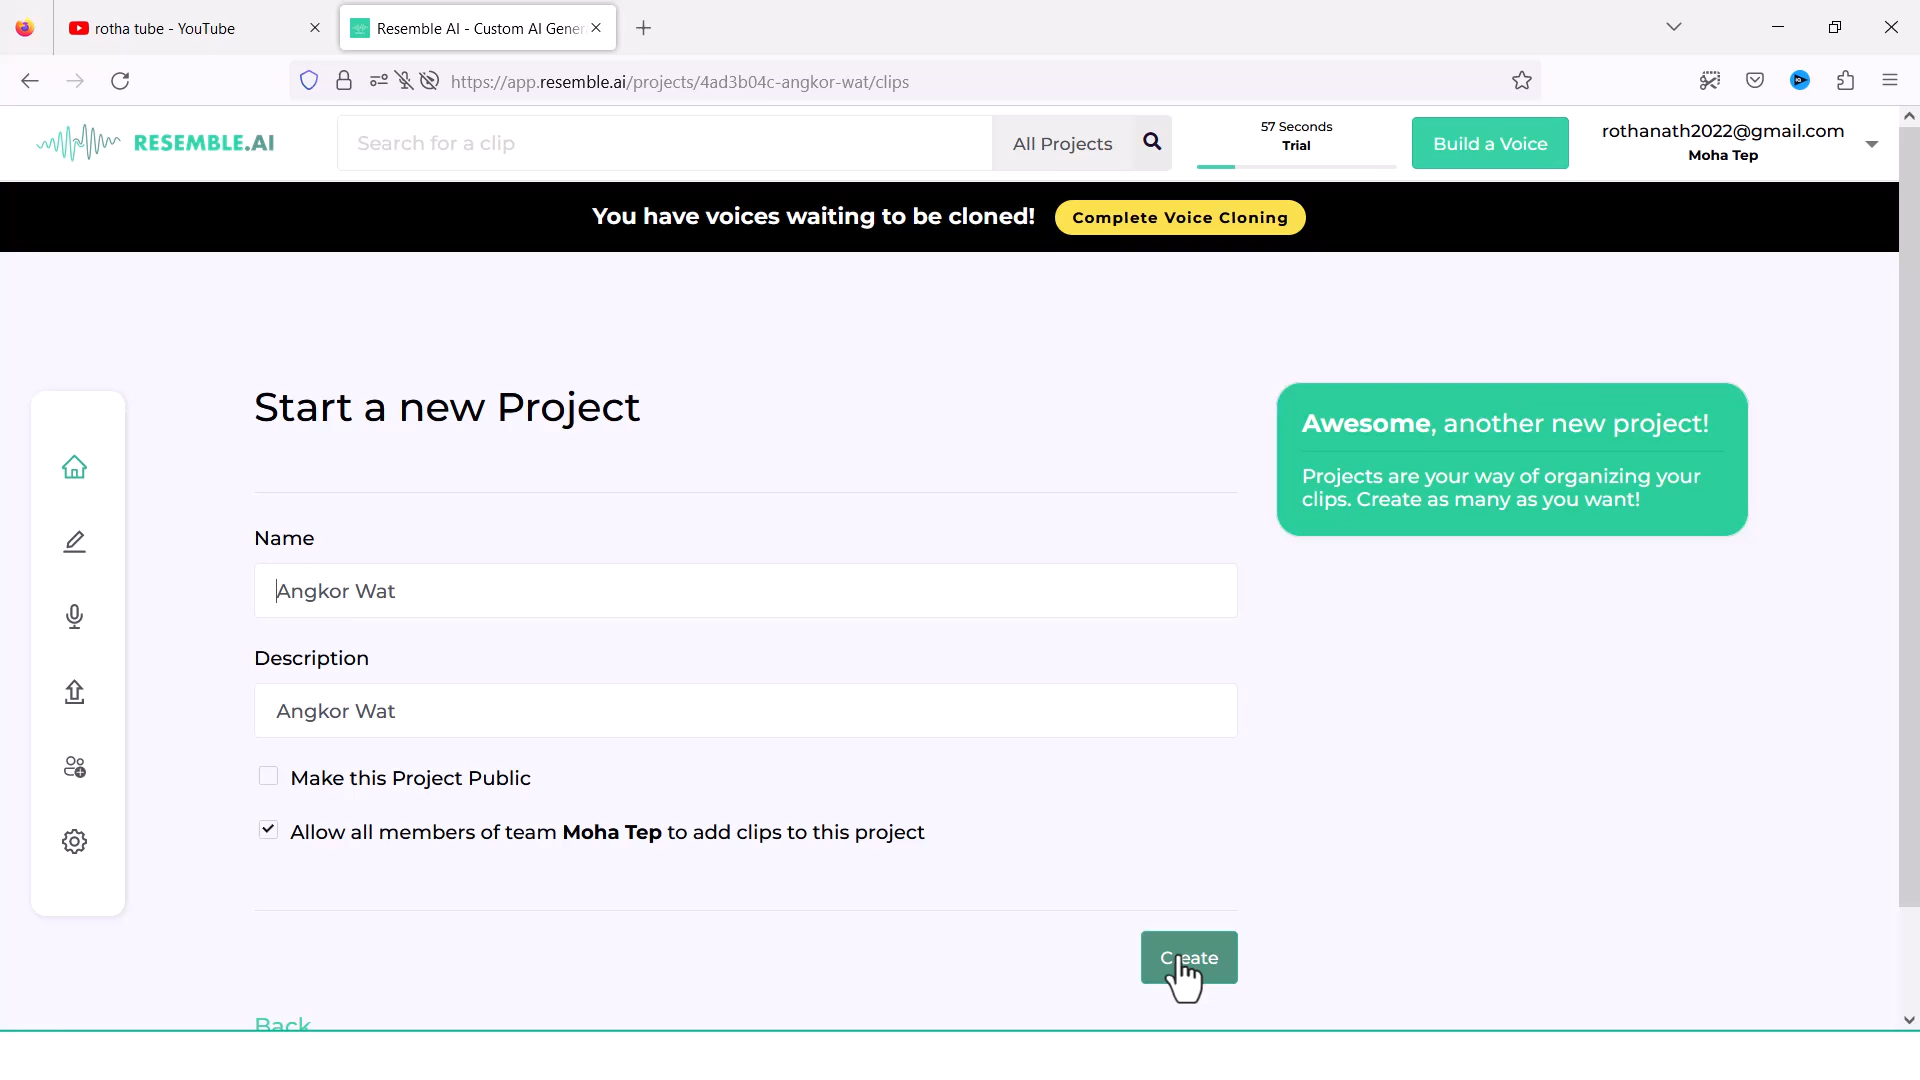 rotha tube - YouTube
Resemble AI - Custom AI Gener
https://app.resemble.ai/projects/4ad3b04c-angkor-wat/clips
RESEMBLE.AI
Search for a clip
All Projects
57 Seconds
Trial
Build a Voice
rothanath2022@gmail.com
Moha Tep
You have voices waiting to be cloned!
Complete Voice Cloning
Start a new Project
Awesome, another new project!
Projects are your way of organizing your
clips. Create as many as you want!
Name
Angkor Wat
Description
Angkor Wat
Make this Project Public
Allow all members of team Moha Tep to add clips to this project
Create
Back